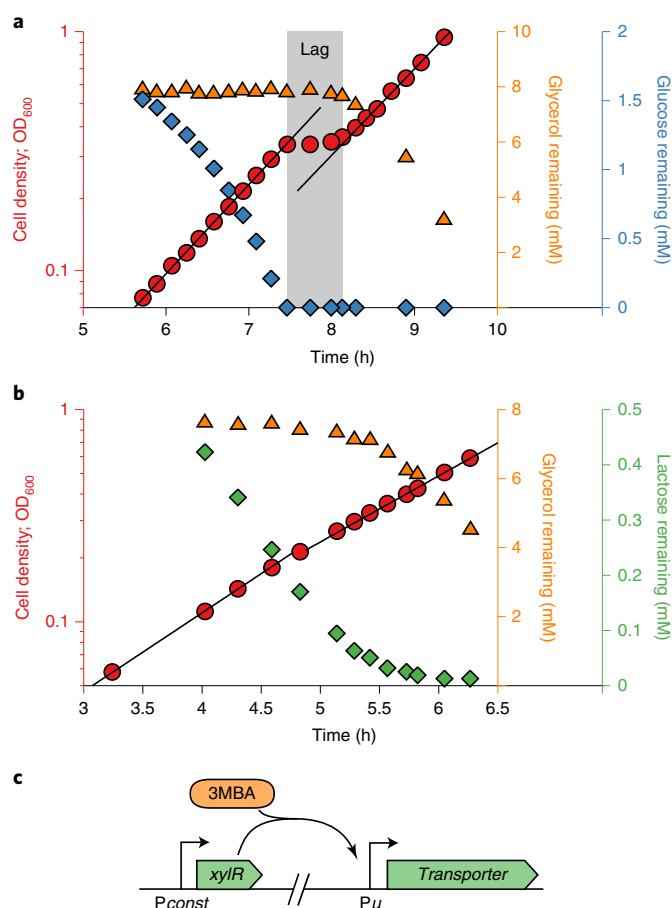 a
Lag
1
0.1
Cell density; OD600
10
8
6
4
2
Glycerol remaining (mM)
2
1.5
1
0.5
0
Glucose remaining (mM)
5 6 7 8 9 10
Time (h)
b
1
0.1
Cell density; OD600
8
6
4
2
Glycerol remaining (mM)
0.5
0.4
0.3
0.2
0.1
0
Lactose remaining (mM)
3 3.5 4 4.5 5 5.5 6 6.5
Time (h)
c
3MBA
xylR
Transporter
Pconst
Pu